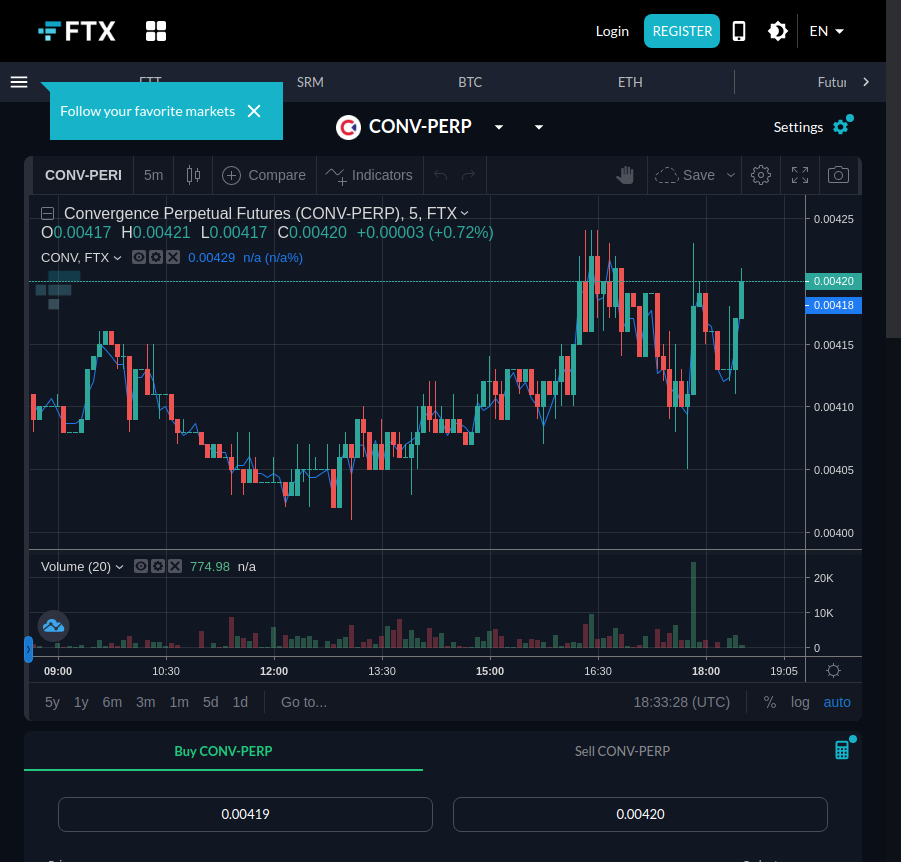 FTX
Login REGISTER EN
FTT SRM BTC ETH Futur
Follow your favorite markets
CONV-PERP
Settings
CONV-PERI 5m Compare Indicators Save
Convergence Perpetual Futures (CONV-PERP), 5, FTX
O0.00417 H0.00421 L0.00417 C0.00420 +0.00003 (+0.72%)
CONV, FTX 0.00429 n/a (n/a%)
0.00425
0.00420
0.00418
0.00415
0.00410
0.00405
0.00400
Volume (20) 774.98 n/a
20K
10K
0
09:00 10:30 12:00 13:30 15:00 16:30 18:00 19:05
5y 1y 6m 3m 1m 5d 1d Go to... 18:33:28 (UTC) % log auto
Buy CONV-PERP Sell CONV-PERP
0.00419 0.00420